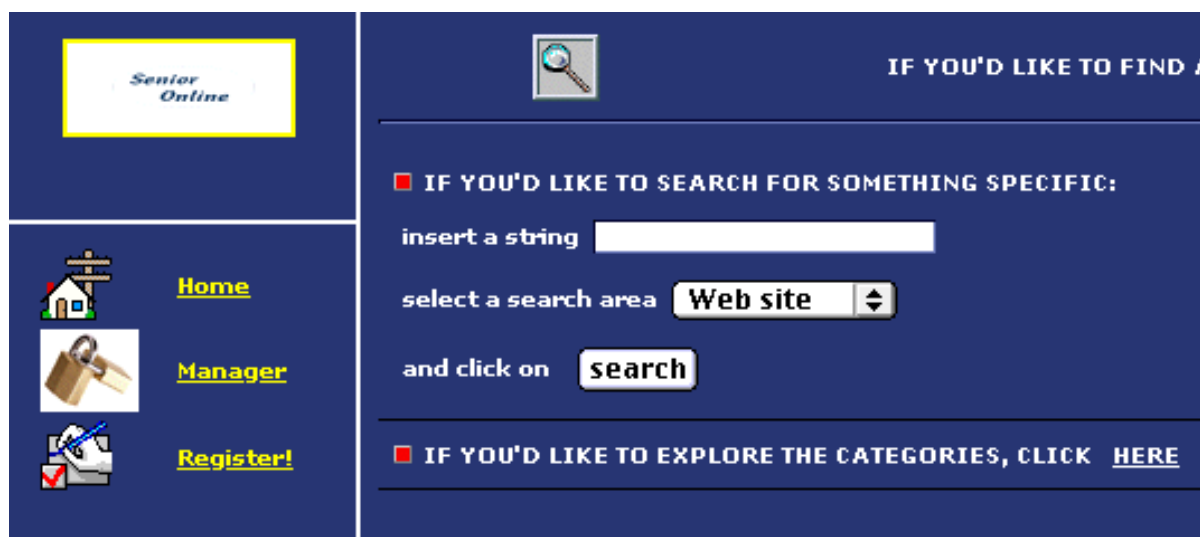 Senior
Online
IF YOU'D LIKE TO FIND
IF YOU'D LIKE TO SEARCH FOR SOMETHING SPECIFIC:
insert a string
select a search area Web site
and click on search
IF YOU'D LIKE TO EXPLORE THE CATEGORIES, CLICK HERE
Home
Manager
Register!